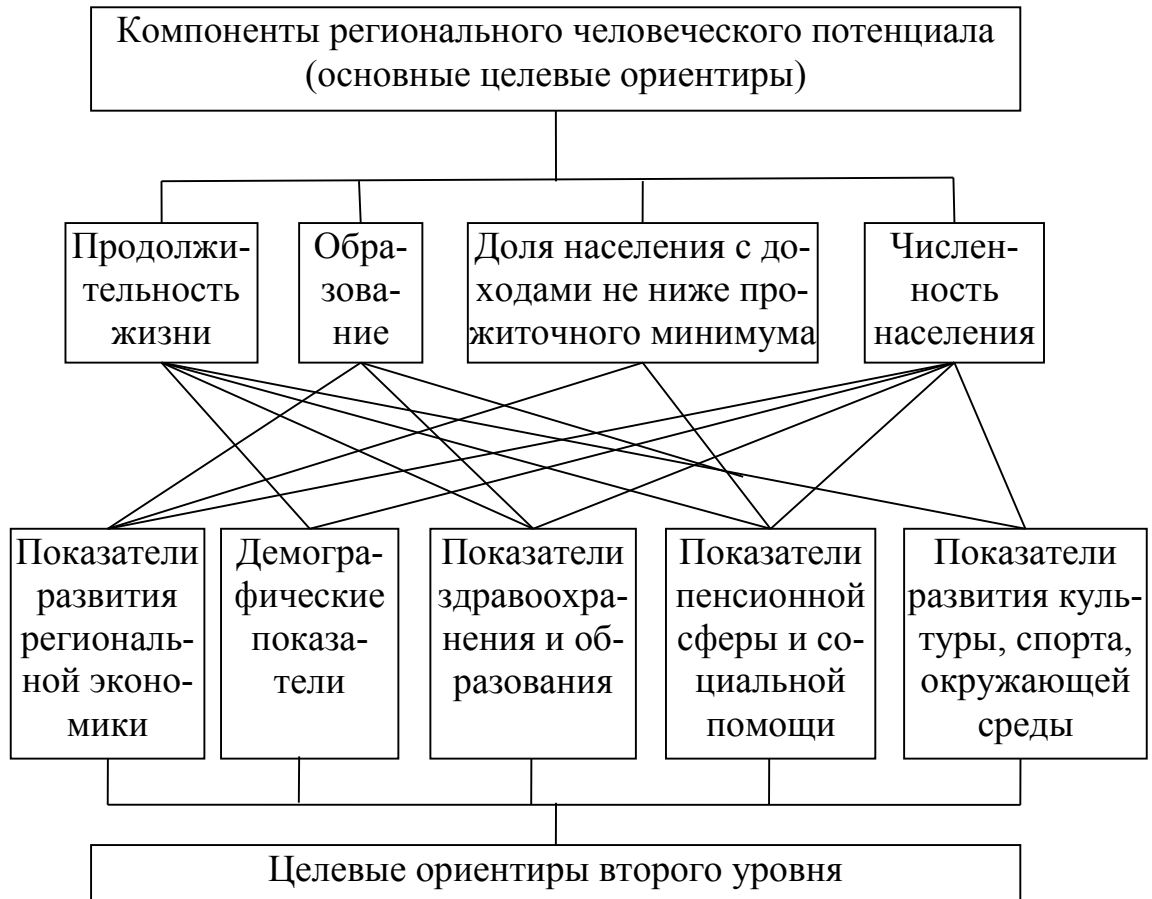 Компоненты регионального человеческого потенциала
(основные целевые ориентиры)
Продолжи-
тельность
жизни
Обра-
зова-
ние
Доля населения с до-
ходами не ниже про-
житочного минимума
Числен-
ность
населения
Показатели
развития
региональ-
ной эконо-
мики
Демогра-
фические
показа-
тели
Показатели
здравоохра-
нения и об-
разования
Показатели
пенсионной
сферы и со-
циальной
помощи
Показатели
развития куль-
туры, спорта,
окружающей
среды
Целевые ориентиры второго уровня